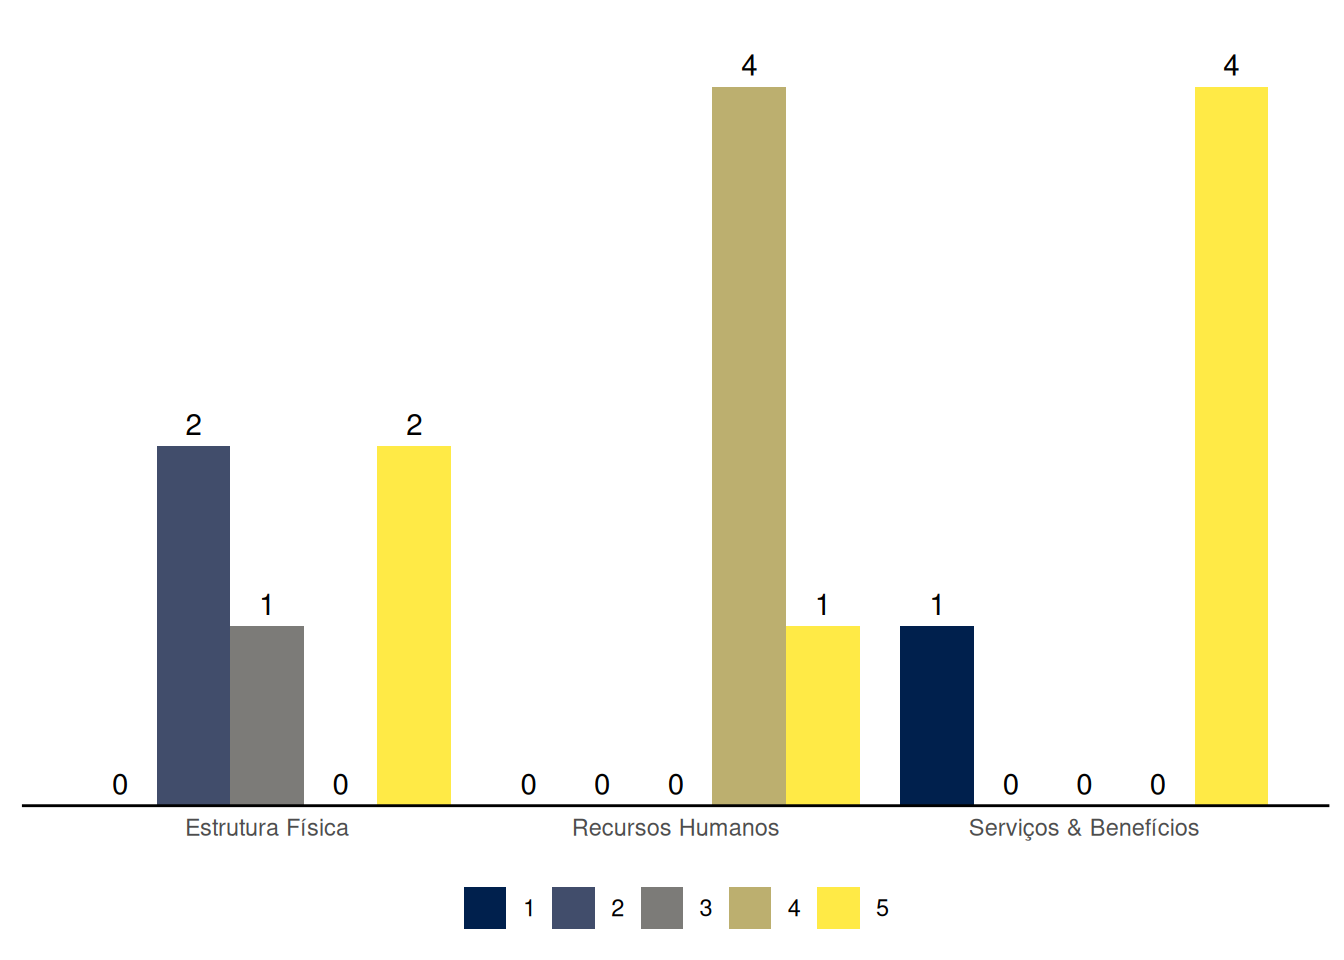 4 4
2 2
1 1 1
0 0 0 0 0 0 0 0
Estrutura Física Recursos Humanos Serviços & Benefícios
1 2 3 4 5